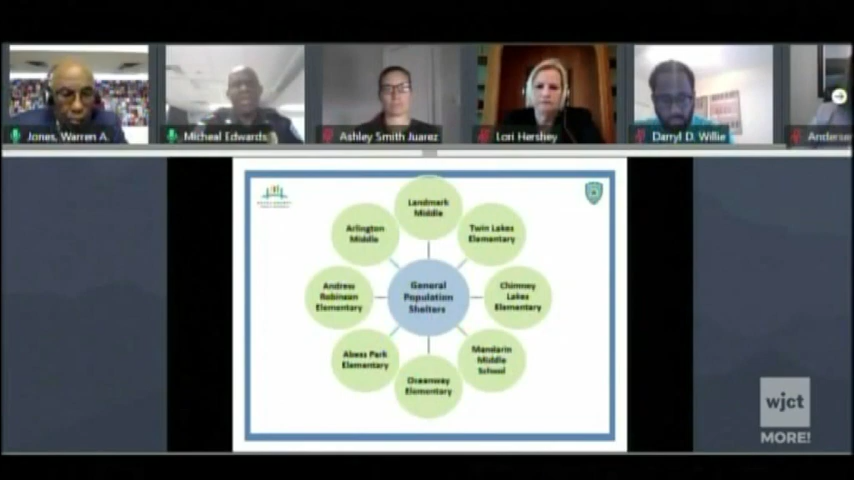 Jones, Warren A.
Micheal Edwards
Ashley Smith Juarez
Lori Hershey
Darryl D. Willie
Anderser
Landmark
Middle
Arlington
Middle
Twin Lakes
Elementary
Andrew
Robinson
Elementary
General
Population
Shelters
Chimney
Lakes
Elementary
Abess Park
Elementary
Mandarin
Middle
School
Oceanway
Elementary
wjct
MORE!